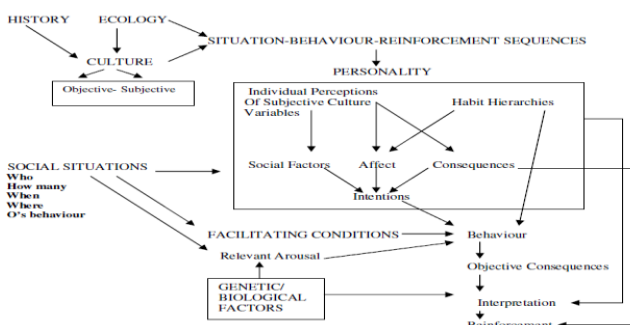 HISTORY ECOLOGY
SITUATION-BEHAVIOUR-REINFORCEMENT SEQUENCES
CULTURE
PERSONALITY
Objective- Subjective
Individual Perceptions
Of Subjective Culture
Variables
Habit Hierarchies
SOCIAL SITUATIONS
Who
How many
When
Where
O's behaviour
Social Factors Affect Consequences
Intentions
FACILITATING CONDITIONS Behaviour
Relevant Arousal
Objective Consequences
GENETIC/
BIOLOGICAL
FACTORS
Interpretation
Reinforcement